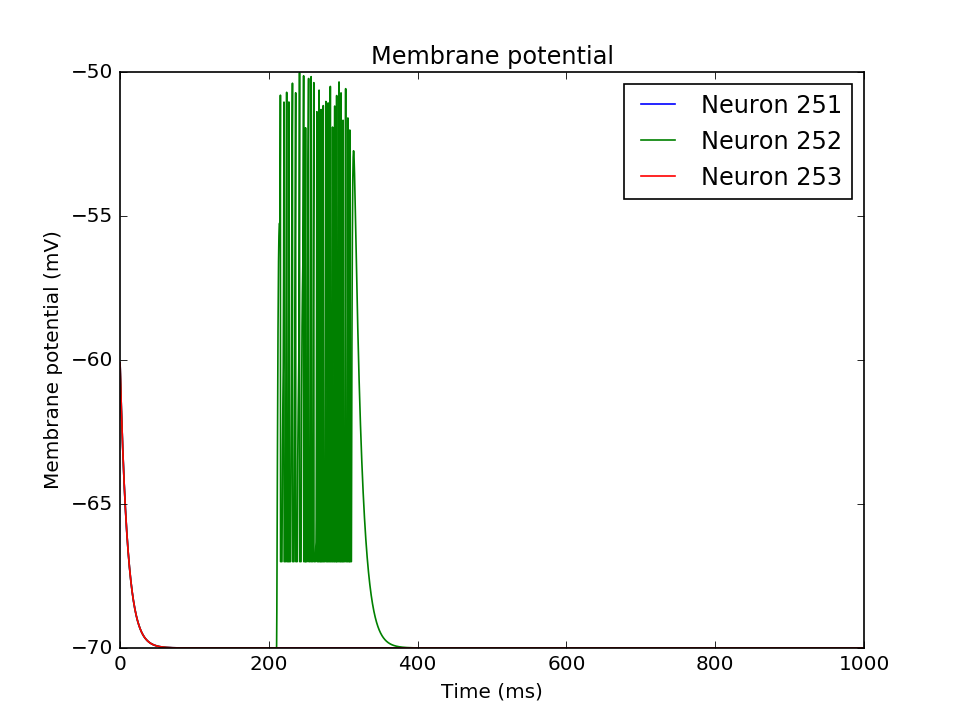 Membrane potential
−50
−55
−60
−65
−70
Membrane potential (mV)
Neuron 251
Neuron 252
Neuron 253
0
200
400
600
800
1000
Time (ms)